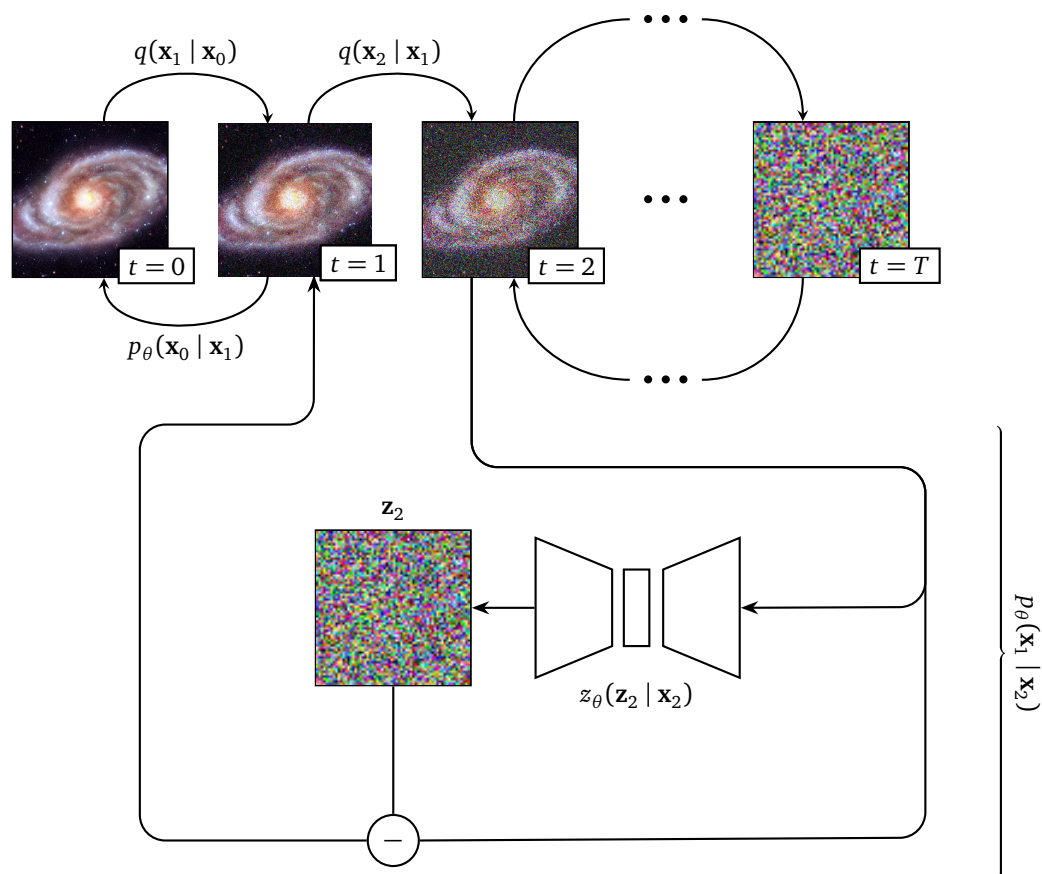 q(𝐱₁ | 𝐱₀)
q(𝐱₂ | 𝐱₁)
t = 0
t = 1
t = 2
t = T
p_θ(𝐱₀ | 𝐱₁)
𝐳₂
z_θ(𝐳₂ | 𝐱₂)
p_θ(𝐱₁ | 𝐱₂)
−